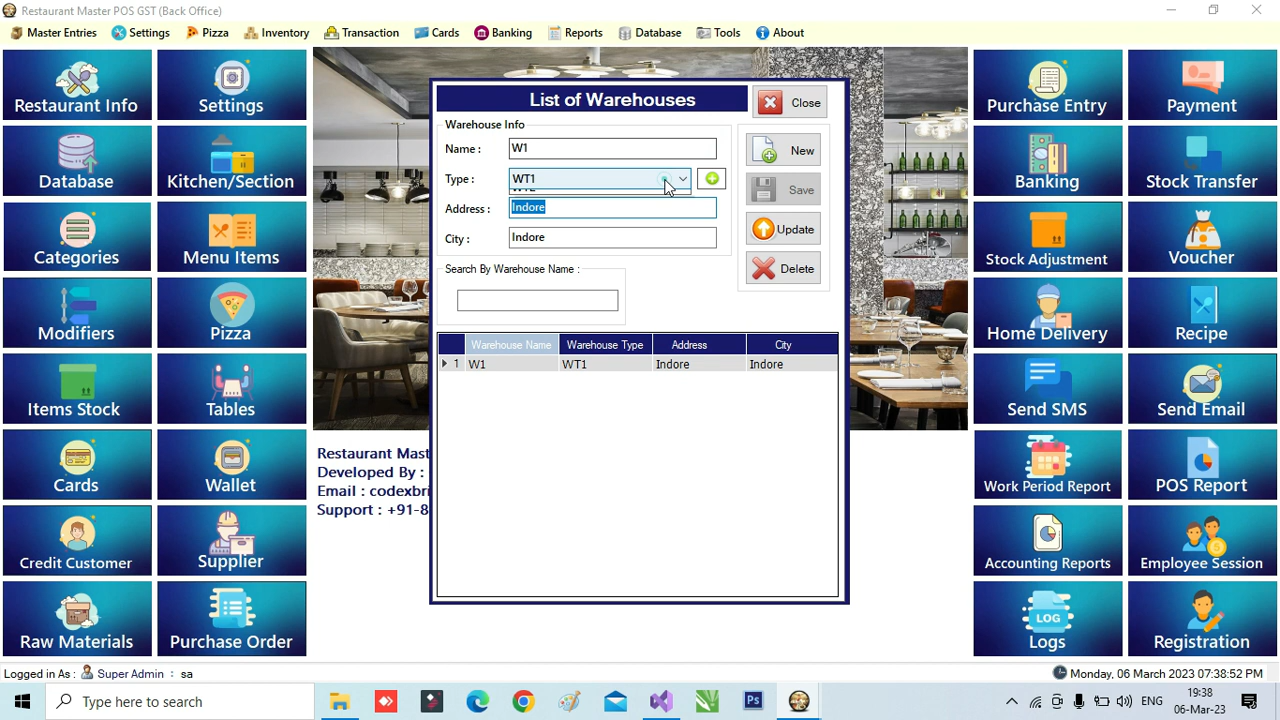 Restaurant Master POS GST (Back Office)
Master Entries Settings Pizza Inventory Transaction Cards Banking Reports Database Tools About
Restaurant Info
Settings
Database
Kitchen/Section
Categories
Menu Items
Modifiers
Pizza
Items Stock
Tables
Cards
Wallet
Credit Customer
Supplier
Raw Materials
Purchase Order
List of Warehouses
Close
Warehouse Info
Name : W1
Type : WT1
Address : Indore
City : Indore
New
Save
Update
Delete
Search By Warehouse Name :
Warehouse Name Warehouse Type Address City
1 W1 WT1 Indore Indore
Restaurant Mast
Developed By :
Email : codexbri
Support : +91-8
Purchase Entry
Payment
Banking
Stock Transfer
Stock Adjustment
Voucher
Home Delivery
Recipe
Send SMS
Send Email
Work Period Report
POS Report
Accounting Reports
Employee Session
LOG
Logs
Registration
Logged in As : Super Admin : sa
Monday, 06 March 2023 07:38:52 PM
Type here to search
Ps
ENG
19:38
06-Mar-23